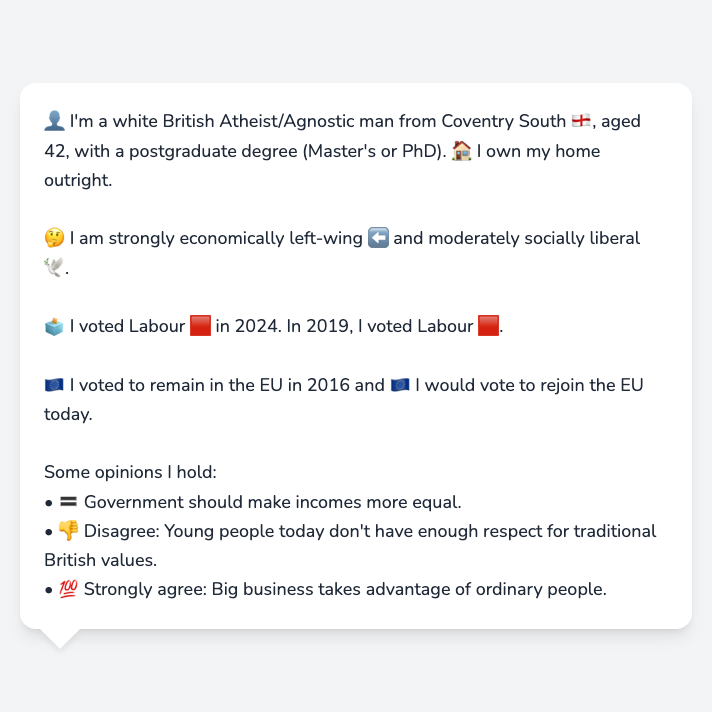 👤 I'm a white British Atheist/Agnostic man from Coventry South 🏴󠁧󠁢󠁥󠁮󠁧󠁿, aged
42, with a postgraduate degree (Master's or PhD). 🏠 I own my home
outright.
🤔 I am strongly economically left-wing ⬅️ and moderately socially liberal
🕊️.
🗳️ I voted Labour 🟥 in 2024. In 2019, I voted Labour 🟥.
🇪🇺 I voted to remain in the EU in 2016 and 🇪🇺 I would vote to rejoin the EU
today.
Some opinions I hold:
• 🟰 Government should make incomes more equal.
• 👎 Disagree: Young people today don't have enough respect for traditional
British values.
• 💯 Strongly agree: Big business takes advantage of ordinary people.